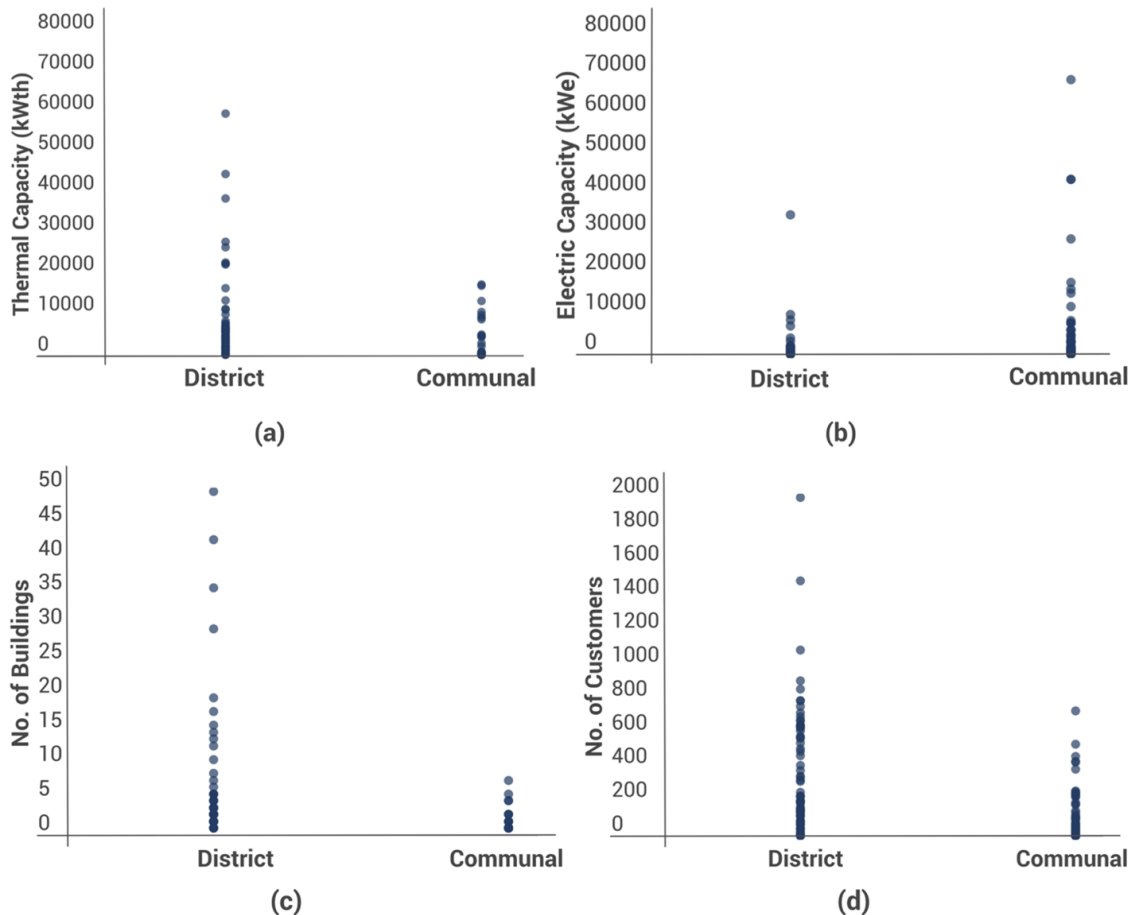 Thermal Capacity (kWth)
80000
70000
60000
50000
40000
30000
20000
10000
0
District
Communal
(a)
Electric Capacity (kWe)
80000
70000
60000
50000
40000
30000
20000
10000
0
District
Communal
(b)
No. of Buildings
50
45
40
35
30
25
20
15
10
5
0
District
Communal
(c)
No. of Customers
2000
1800
1600
1400
1200
1000
800
600
400
200
0
District
Communal
(d)